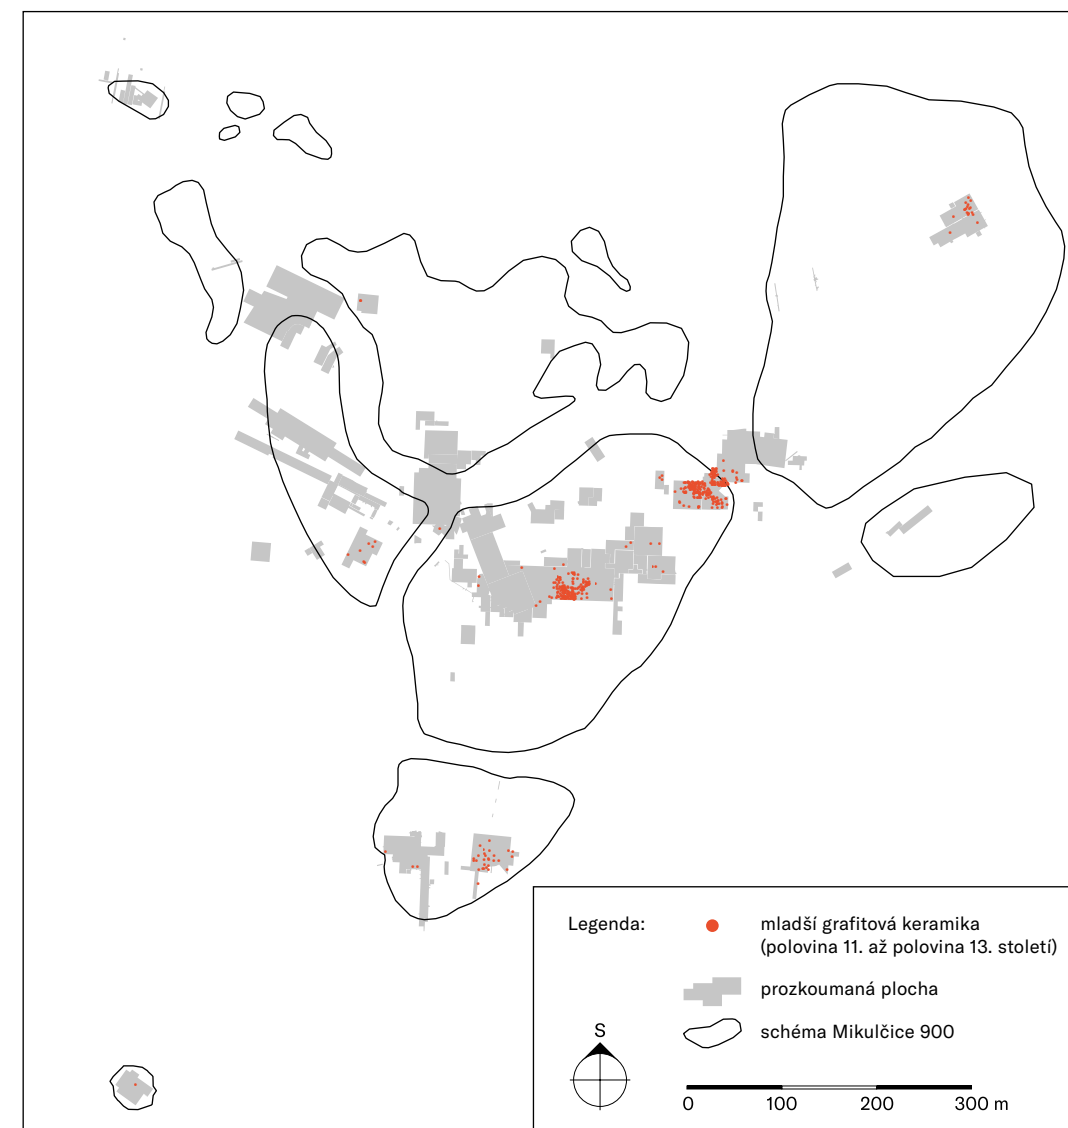 Legenda:
mladší grafitová keramika
(polovina 11. až polovina 13. století)
prozkoumaná plocha
schéma Mikulčice 900
S
0 100 200 300 m